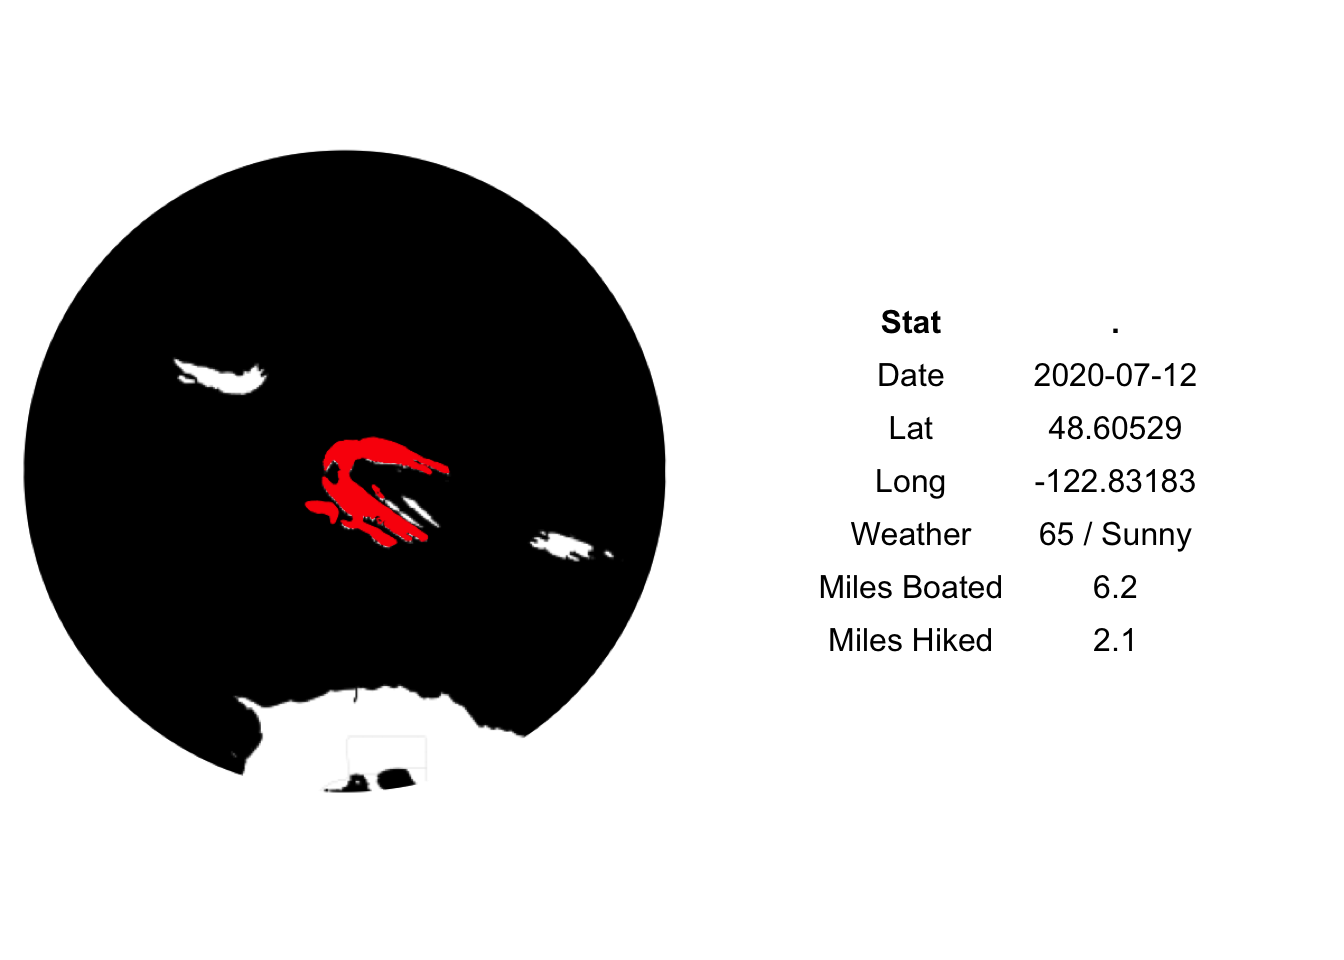 Stat .
Date 2020-07-12
Lat 48.60529
Long -122.83183
Weather 65 / Sunny
Miles Boated 6.2
Miles Hiked 2.1